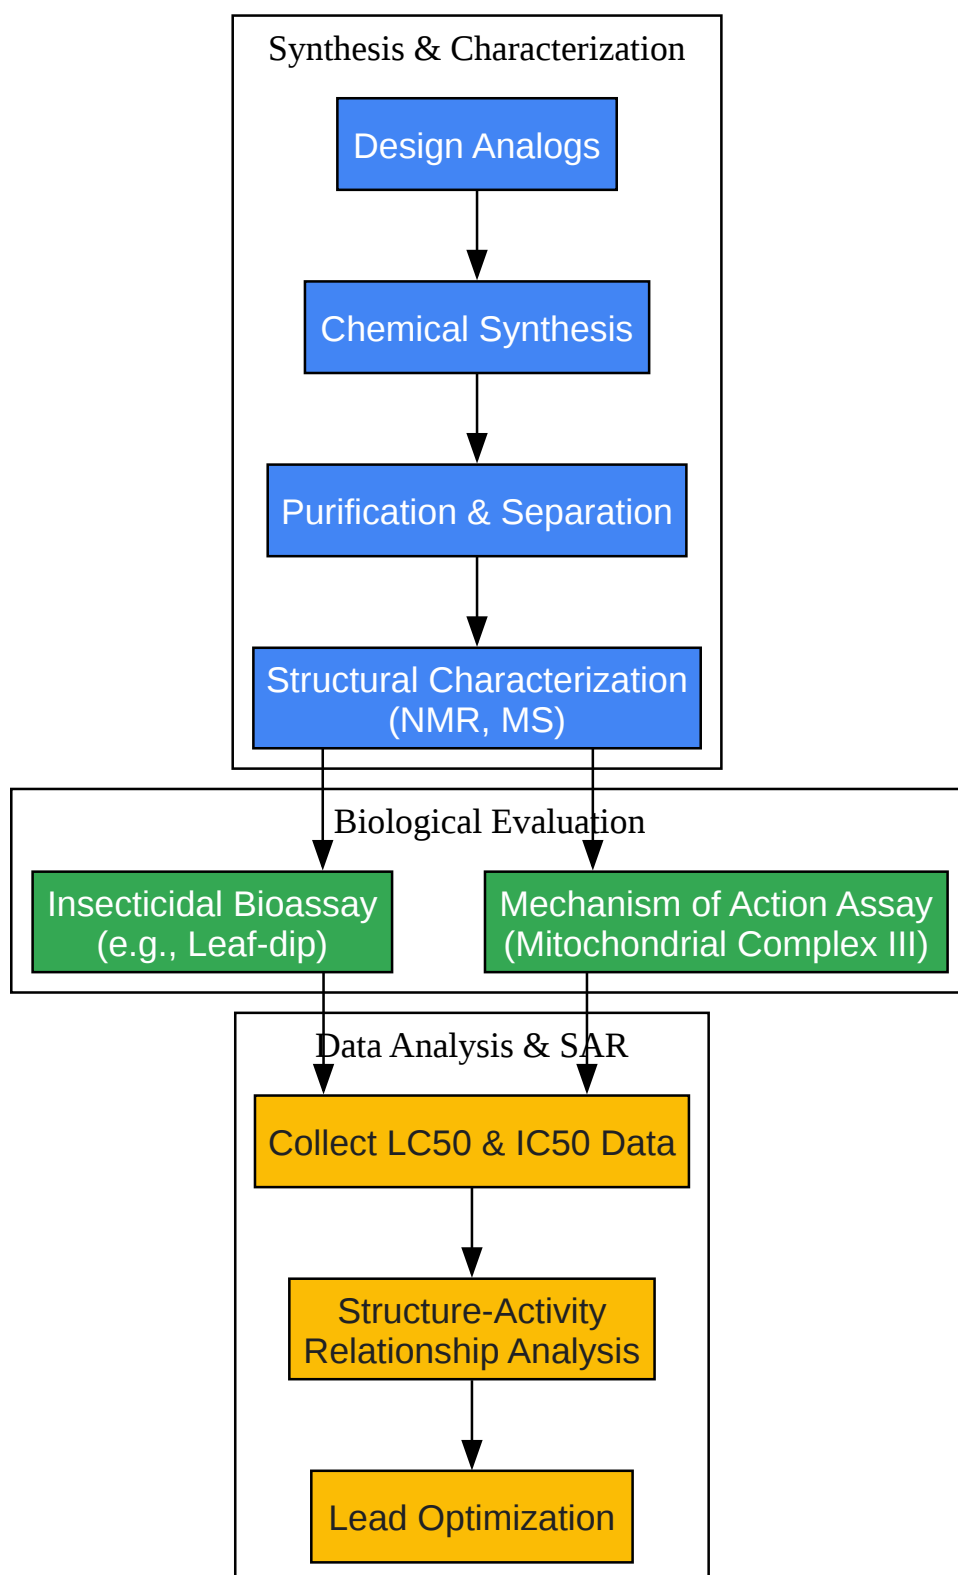 Synthesis & Characterization
Design Analogs
Chemical Synthesis
Purification & Separation
Structural Characterization
(NMR, MS)
Biological Evaluation
Insecticidal Bioassay
(e.g., Leaf-dip)
Mechanism of Action Assay
(Mitochondrial Complex III)
Data Analysis & SAR
Collect LC50 & IC50 Data
Structure-Activity
Relationship Analysis
Lead Optimization